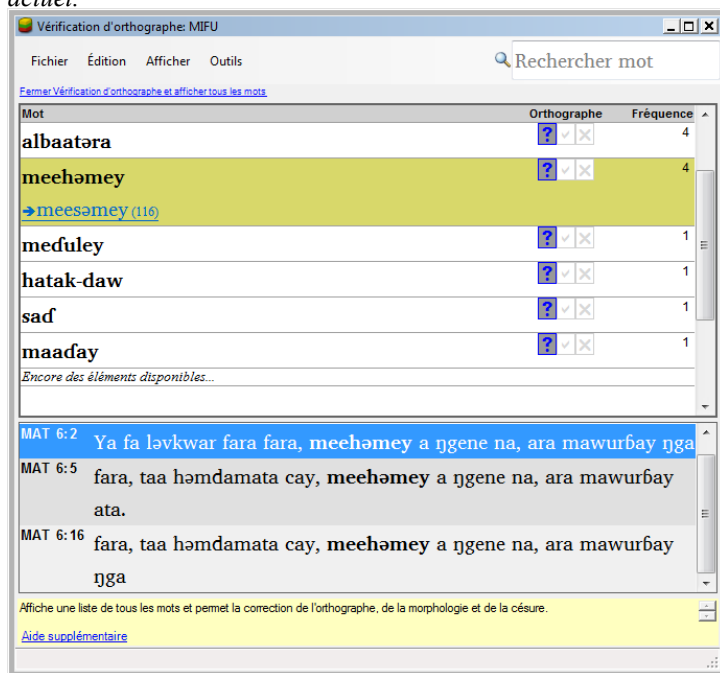 actuel.
Vérification d'orthographe: MIFU
Fichier Édition Afficher Outils Rechercher mot
Fermer Vérification d'orthographe et afficher tous les mots
Mot Orthographe Fréquence
albaatəra ? 4
meehəmey ? 4
➔meesəmey (116)
meɗuley ? 1
hatak-daw ? 1
saɗ ? 1
maaɗay ? 1
Encore des éléments disponibles...
MAT 6:2 Ya fa ləvkwar fara fara, meehəmey a ŋgene na, ara mawurɓay ŋga
MAT 6:5 fara, taa həmdamata cay, meehəmey a ŋgene na, ara mawurɓay
ata.
MAT 6:16 fara, taa həmdamata cay, meehəmey a ŋgene na, ara mawurɓay
ŋga
Affiche une liste de tous les mots et permet la correction de l'orthographe, de la morphologie et de la césure.
Aide supplémentaire